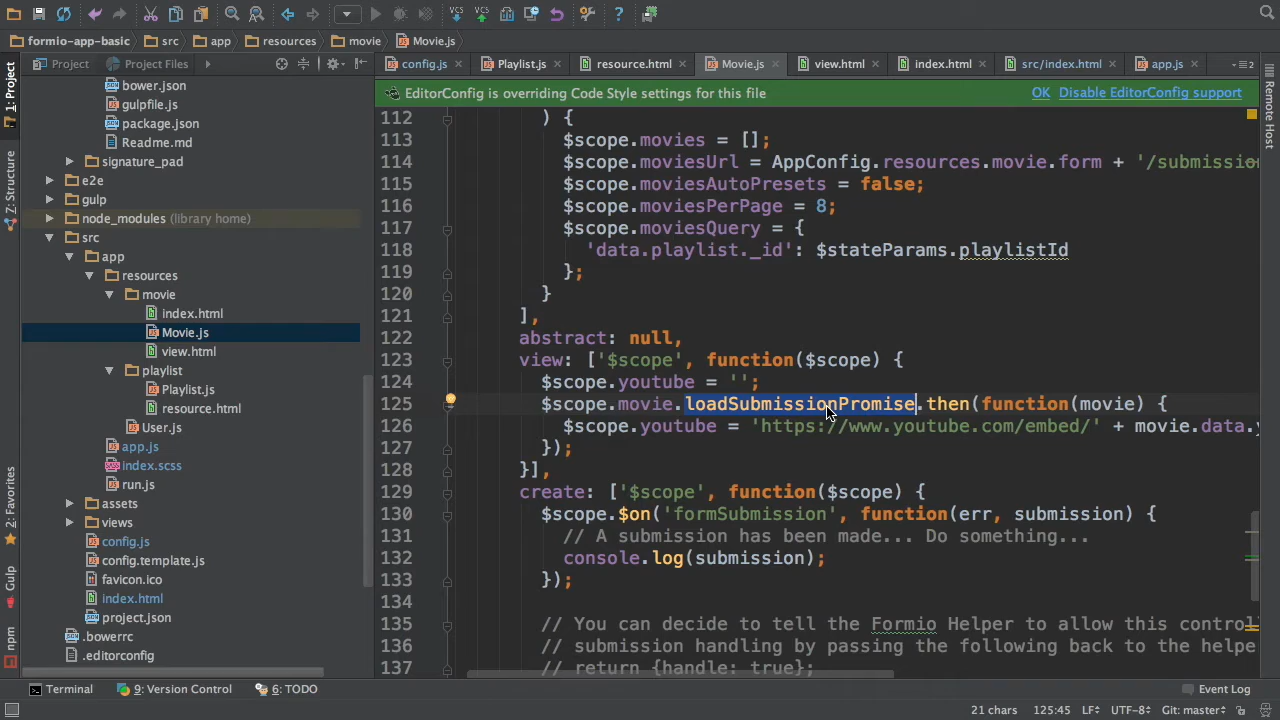 formio-app-basic src app resources movie Movie.js
1: Project
Z: Structure
2: Favorites
Gulp
npm
Project Project Files
bower.json
gulpfile.js
package.json
Readme.md
signature_pad
e2e
gulp
node_modules (library home)
src
app
resources
movie
index.html
Movie.js
view.html
playlist
Playlist.js
resource.html
User.js
app.js
index.scss
run.js
assets
views
config.js
config.template.js
favicon.ico
index.html
project.json
.bowerrc
.editorconfig
config.js Playlist.js resource.html Movie.js view.html index.html src/index.html app.js
EditorConfig is overriding Code Style settings for this file OK Disable EditorConfig support
112 ) {
113 $scope.movies = [];
114 $scope.moviesUrl = AppConfig.resources.movie.form + '/submission
115 $scope.moviesAutoPresets = false;
116 $scope.moviesPerPage = 8;
117 $scope.moviesQuery = {
118 'data.playlist._id': $stateParams.playlistId
119 };
120 }
121 ],
122 abstract: null,
123 view: ['$scope', function($scope) {
124 $scope.youtube = '';
125 $scope.movie.loadSubmissionPromise.then(function(movie) {
126 $scope.youtube = 'https://www.youtube.com/embed/' + movie.data.y
127 });
128 }],
129 create: ['$scope', function($scope) {
130 $scope.$on('formSubmission', function(err, submission) {
131 // A submission has been made... Do something...
132 console.log(submission);
133 });
134
135 // You can decide to tell the Formio Helper to allow this control
136 // submission handling by passing the following back to the helpe
137 // return {handle: true};
Remote Host
Terminal 9: Version Control 6: TODO Event Log
21 chars 125:45 LF UTF-8 Git: master